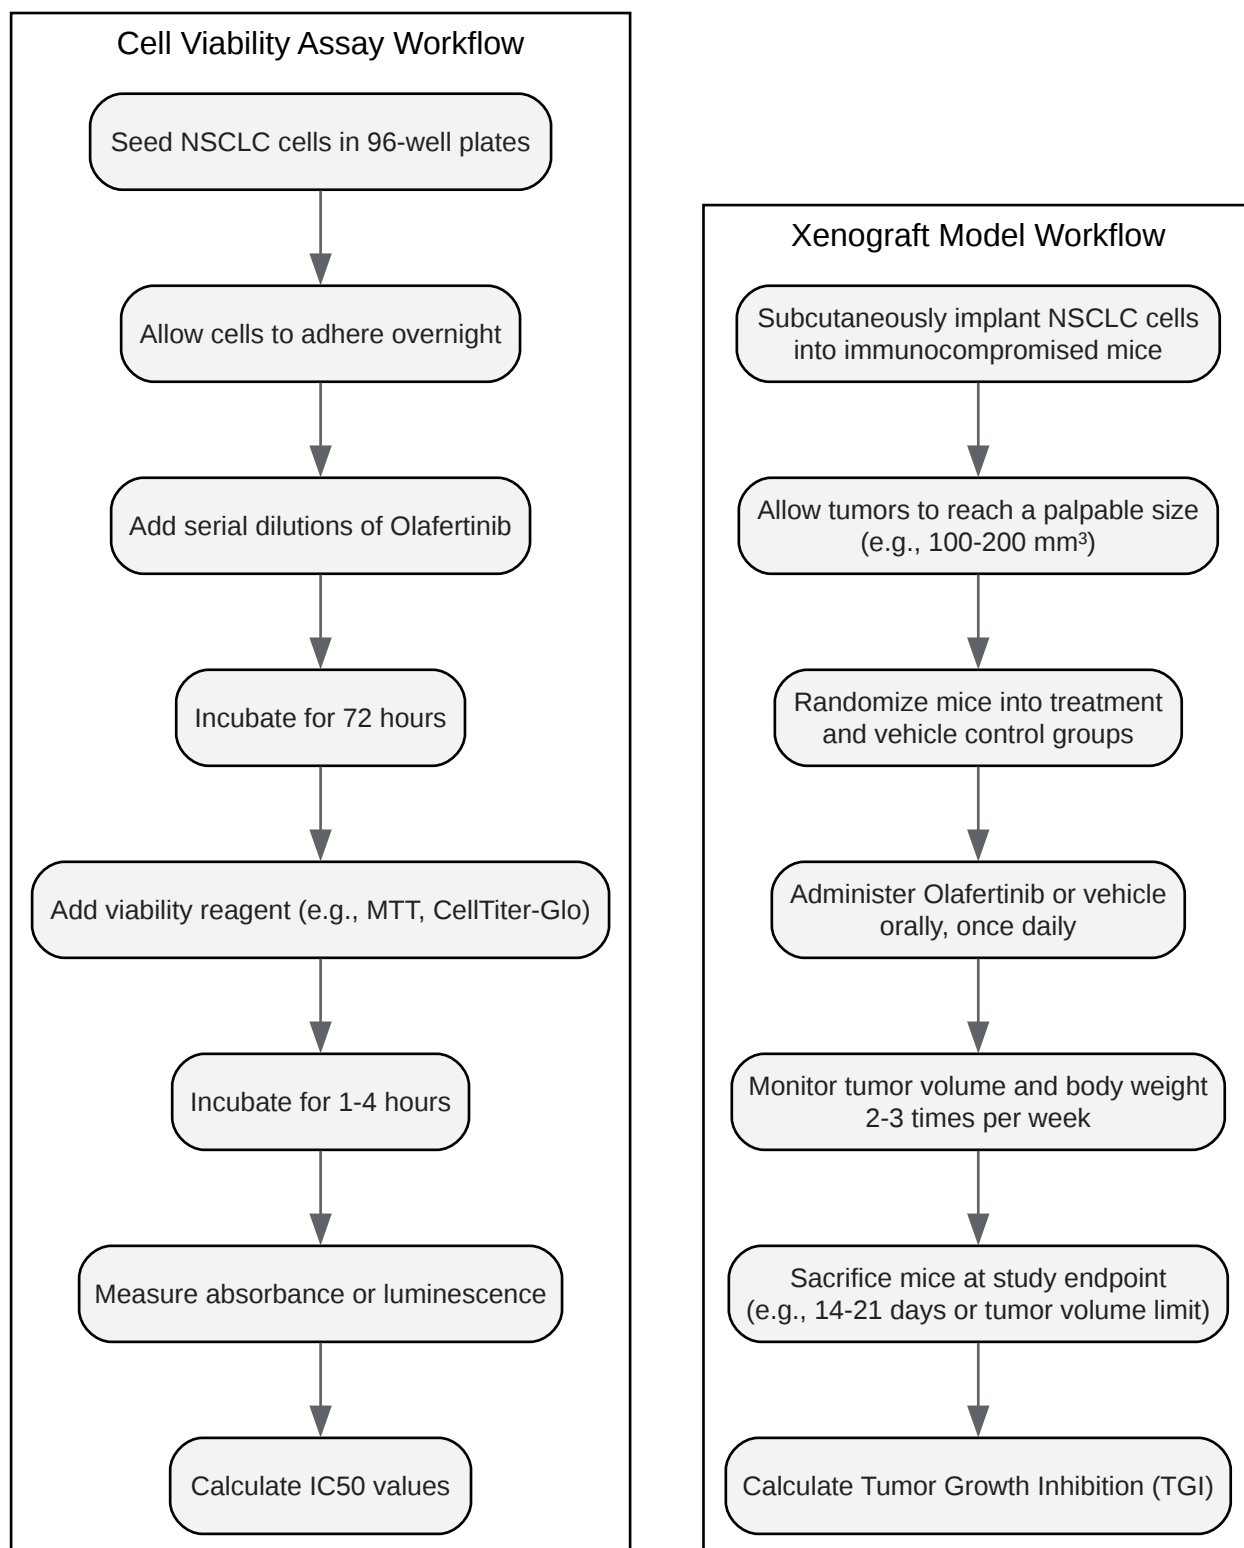 Cell Viability Assay Workflow
Seed NSCLC cells in 96-well plates
Allow cells to adhere overnight
Add serial dilutions of Olafertinib
Incubate for 72 hours
Add viability reagent (e.g., MTT, CellTiter-Glo)
Incubate for 1-4 hours
Measure absorbance or luminescence
Calculate IC50 values
Xenograft Model Workflow
Subcutaneously implant NSCLC cells
into immunocompromised mice
Allow tumors to reach a palpable size
(e.g., 100-200 mm³)
Randomize mice into treatment
and vehicle control groups
Administer Olafertinib or vehicle
orally, once daily
Monitor tumor volume and body weight
2-3 times per week
Sacrifice mice at study endpoint
(e.g., 14-21 days or tumor volume limit)
Calculate Tumor Growth Inhibition (TGI)